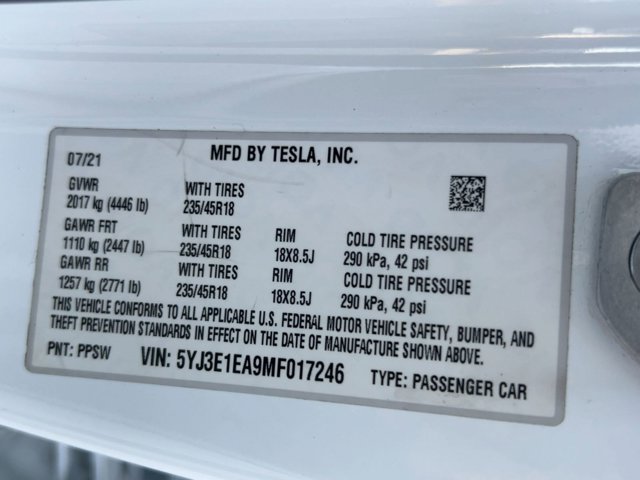 07/21 MFD BY TESLA, INC.
GVWR WITH TIRES
2017 kg (4446 lb) 235/45R18
GAWR FRT WITH TIRES RIM COLD TIRE PRESSURE
1110 kg (2447 lb) 235/45R18 18X8.5J 290 kPa, 42 psi
GAWR RR WITH TIRES RIM COLD TIRE PRESSURE
1257 kg (2771 lb) 235/45R18 18X8.5J 290 kPa, 42 psi
THIS VEHICLE CONFORMS TO ALL APPLICABLE U.S. FEDERAL MOTOR VEHICLE SAFETY, BUMPER, AND
THEFT PREVENTION STANDARDS IN EFFECT ON THE DATE OF MANUFACTURE SHOWN ABOVE.
PNT: PPSW VIN: 5YJ3E1EA9MF017246 TYPE: PASSENGER CAR